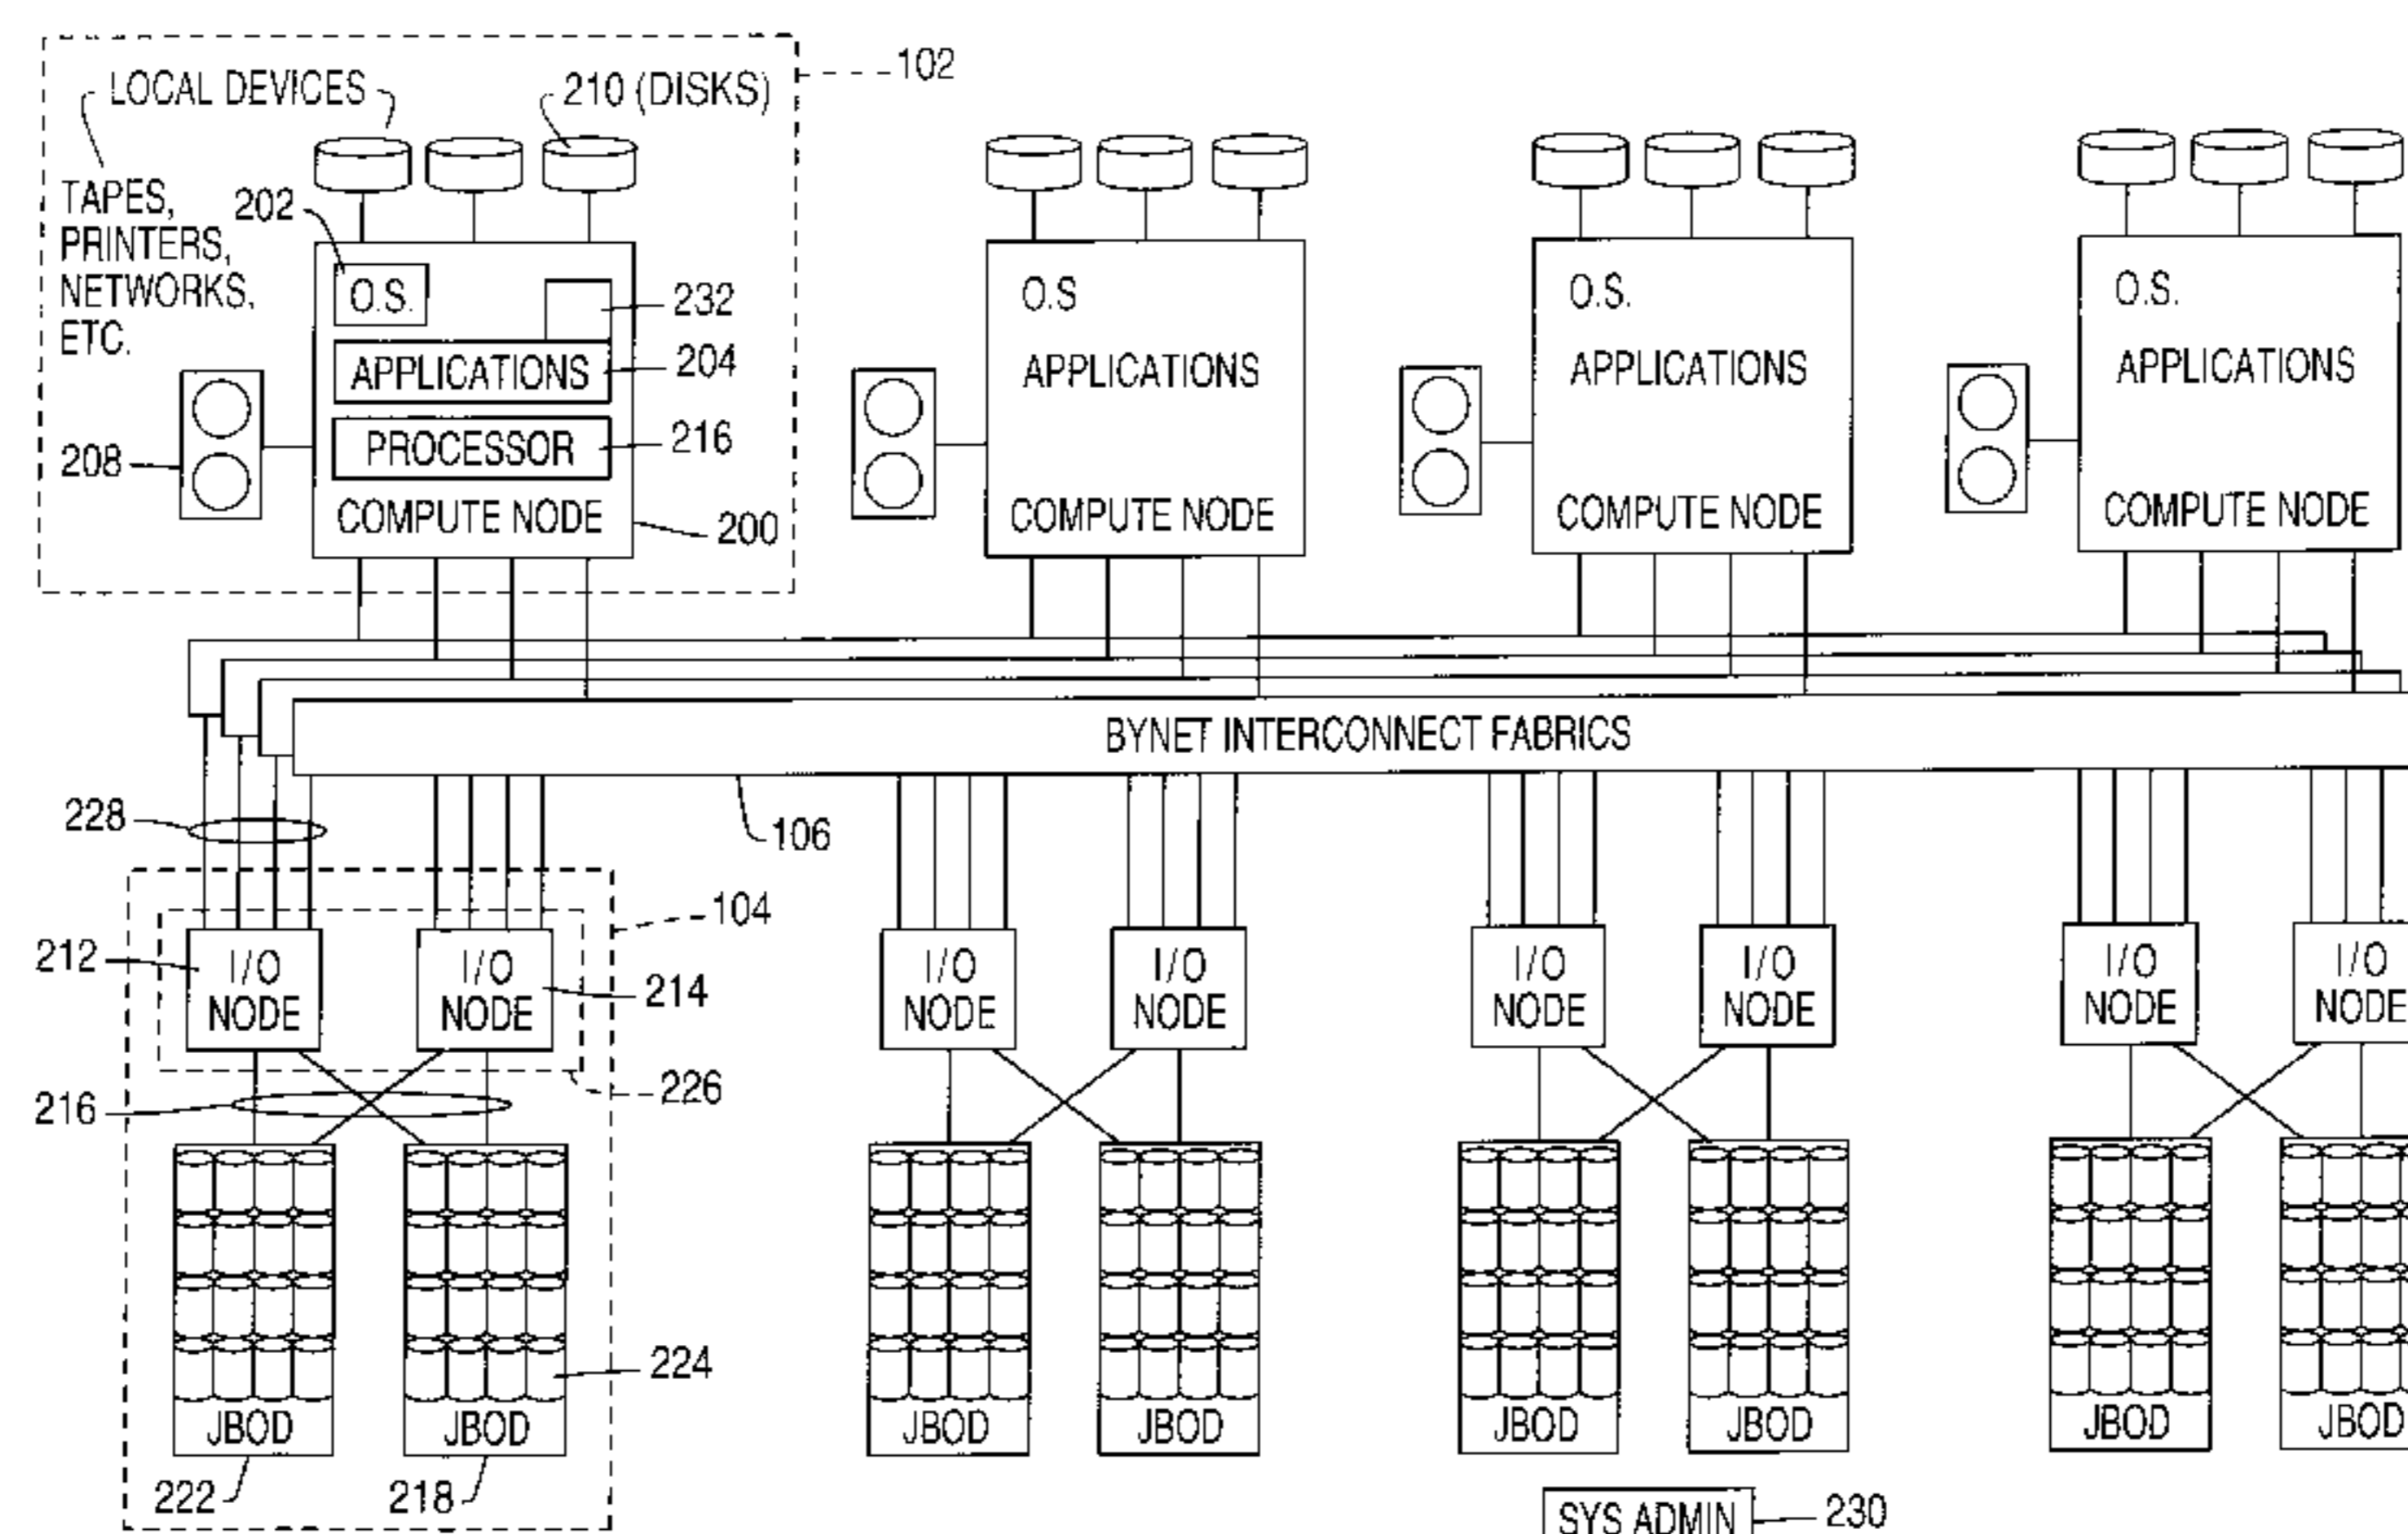 102
LOCAL DEVICES
210 (DISKS)
TAPES,
PRINTERS,
NETWORKS,
ETC.
202
O.S.
232
APPLICATIONS
204
PROCESSOR
216
208
COMPUTE NODE
200
O.S
APPLICATIONS
COMPUTE NODE
O.S.
APPLICATIONS
COMPUTE NODE
O.S.
APPLICATIONS
COMPUTE NODE
BYNET INTERCONNECT FABRICS
228
106
104
212
I/O
NODE
I/O
NODE
214
I/O
NODE
I/O
NODE
I/O
NODE
I/O
NODE
I/O
NODE
I/O
NODE
216
226
224
JBOD
JBOD
JBOD
JBOD
JBOD
JBOD
JBOD
JBOD
222
218
SYS ADMIN
230